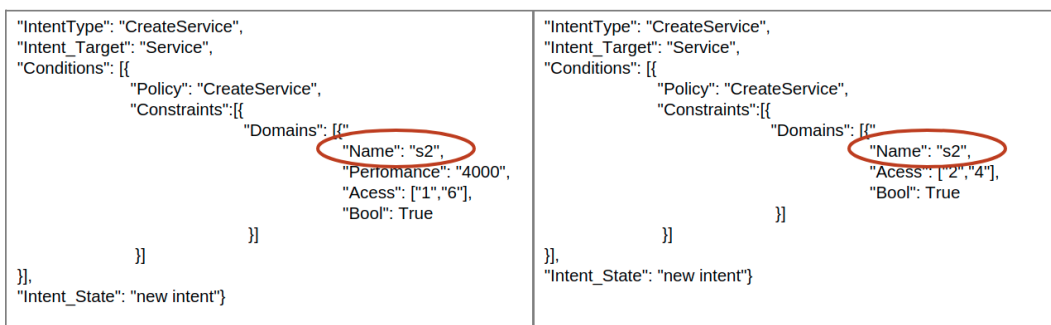 "IntentType": "CreateService",
"Intent_Target": "Service",
"Conditions": [{
"Policy": "CreateService",
"Constraints":[{
"Domains": [{"
"Name": "s2",
"Perfomance": "4000",
"Acess": ["1","6"],
"Bool": True
}]
}]
}],
"Intent_State": "new intent"}
"IntentType": "CreateService",
"Intent_Target": "Service",
"Conditions": [{
"Policy": "CreateService",
"Constraints":[{
"Domains": [{"
"Name": "s2",
"Acess": ["2","4"],
"Bool": True
}]
}]
}],
"Intent_State": "new intent"}